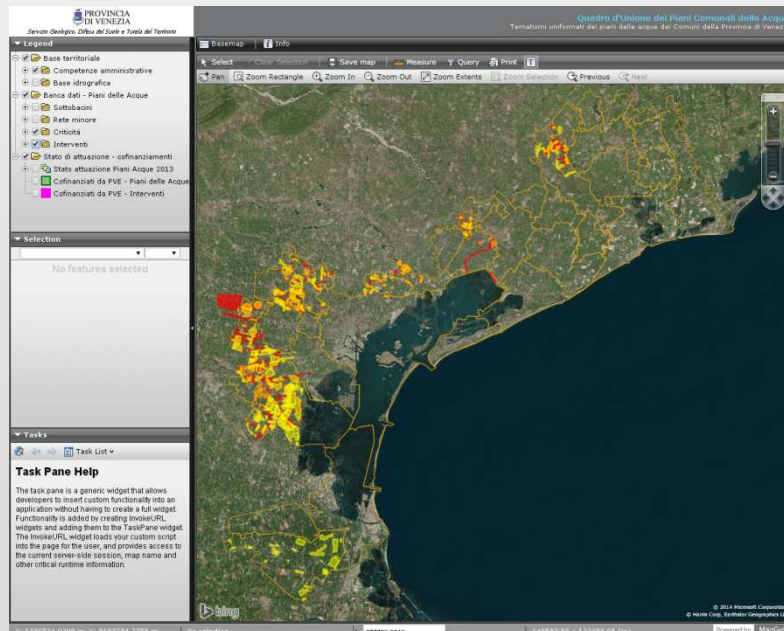 PROVINCIA
DI VENEZIA
Servizio Geologico, Difesa del Suolo e Tutela del Territorio
Quadro d'Unione dei Piani Comunali delle Acque
Tematismi uniformati dei piani delle acque dei Comuni della Provincia di Venezia
Legend
Base territoriale
Competenze amministrative
Base idrografica
Banca dati - Piani delle Acque
Sottobacini
Rete minore
Criticità
Interventi
Stato di attuazione - cofinanziamenti
Stato attuazione Piani Acque 2013
Cofinanziati da PVE - Piani delle Acque
Cofinanziati da PVE - Interventi
Selection
No features selected
Tasks
Task List
Task Pane Help
The task pane is a generic widget that allows
developers to insert custom functionality into an
application without having to create a full widget.
Functionality is added by creating InvokeURL
widgets and adding them to the TaskPane widget.
The InvokeURL widget loads your custom script
into the page for the user, and provides access to
the current server-side session, map name and
other critical runtime information.
Basemap Info
Select Clear Selection Save map Measure Query Print
Pan Zoom Rectangle Zoom In Zoom Out Zoom Extents Zoom Selection Previous Next
bing
© 2014 Microsoft Corporation
© Harris Corp, Earthstar Geographics
Powered by